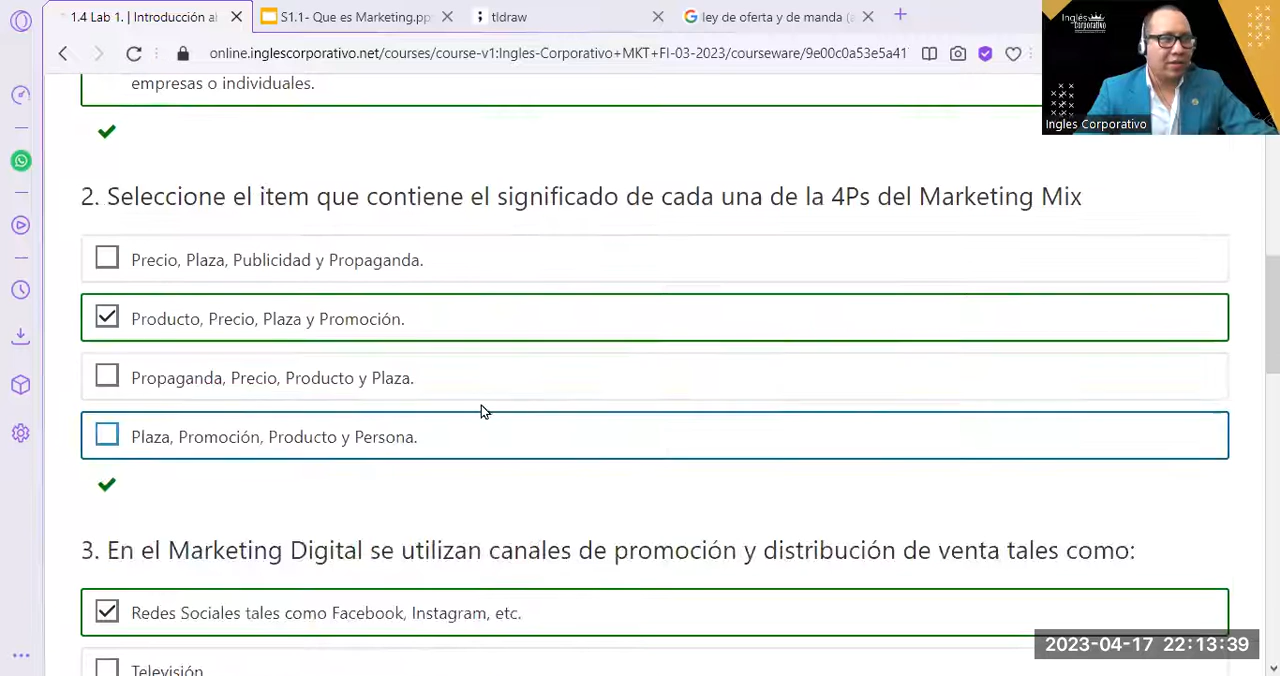 1.4 Lab 1. | Introducción al
S1.1- Que es Marketing.pp
tldraw
ley de oferta y de manda (
online.inglescorporativo.net/courses/course-v1:Ingles-Corporativo+MKT+FI-03-2023/courseware/9e00c0a53e5a41
Inglés
Corporativo
Ingles Corporativo
empresas o individuales.
2. Seleccione el item que contiene el significado de cada una de la 4Ps del Marketing Mix
Precio, Plaza, Publicidad y Propaganda.
Producto, Precio, Plaza y Promoción.
Propaganda, Precio, Producto y Plaza.
Plaza, Promoción, Producto y Persona.
3. En el Marketing Digital se utilizan canales de promoción y distribución de venta tales como:
Redes Sociales tales como Facebook, Instagram, etc.
Televisión
2023-04-17 22:13:39